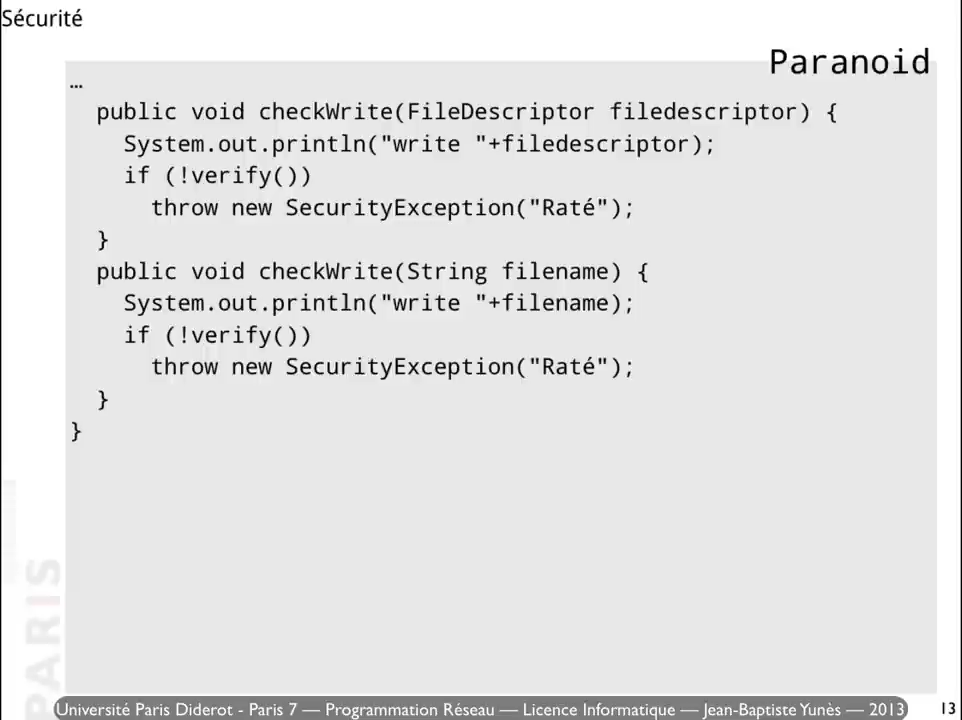 Sécurité
Paranoid
…
public void checkWrite(FileDescriptor filedescriptor) {
System.out.println("write "+filedescriptor);
if (!verify())
throw new SecurityException("Raté");
}
public void checkWrite(String filename) {
System.out.println("write "+filename);
if (!verify())
throw new SecurityException("Raté");
}
}
PARIS
Université Paris Diderot - Paris 7 — Programmation Réseau — Licence Informatique — Jean-Baptiste Yunès — 2013
13